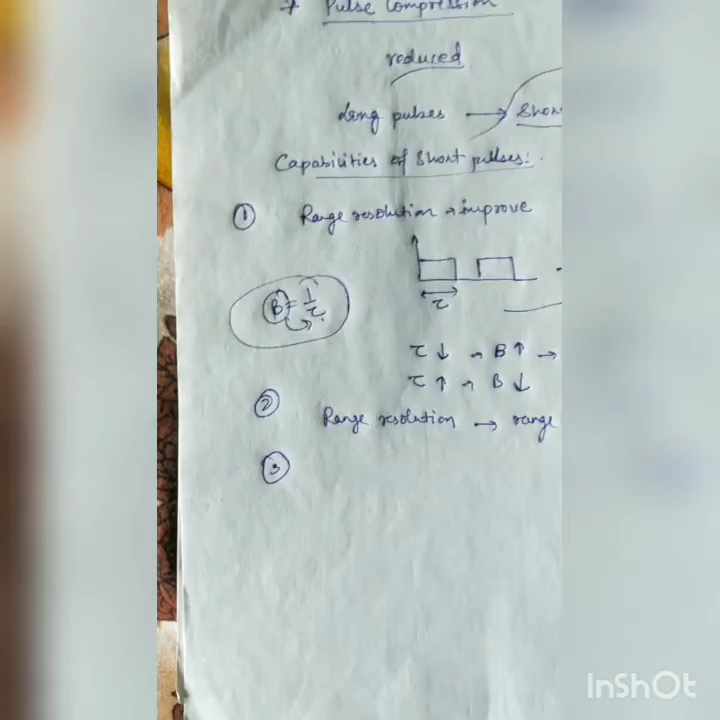 → Pulse Compression
reduced
long pulses → Shor
Capabilities of Short pulses:
① Range resolution → improve
τ
B = 1/τ
τ ↓ → B ↑ →
τ ↑ → B ↓
② Range resolution → range
③
InShOt